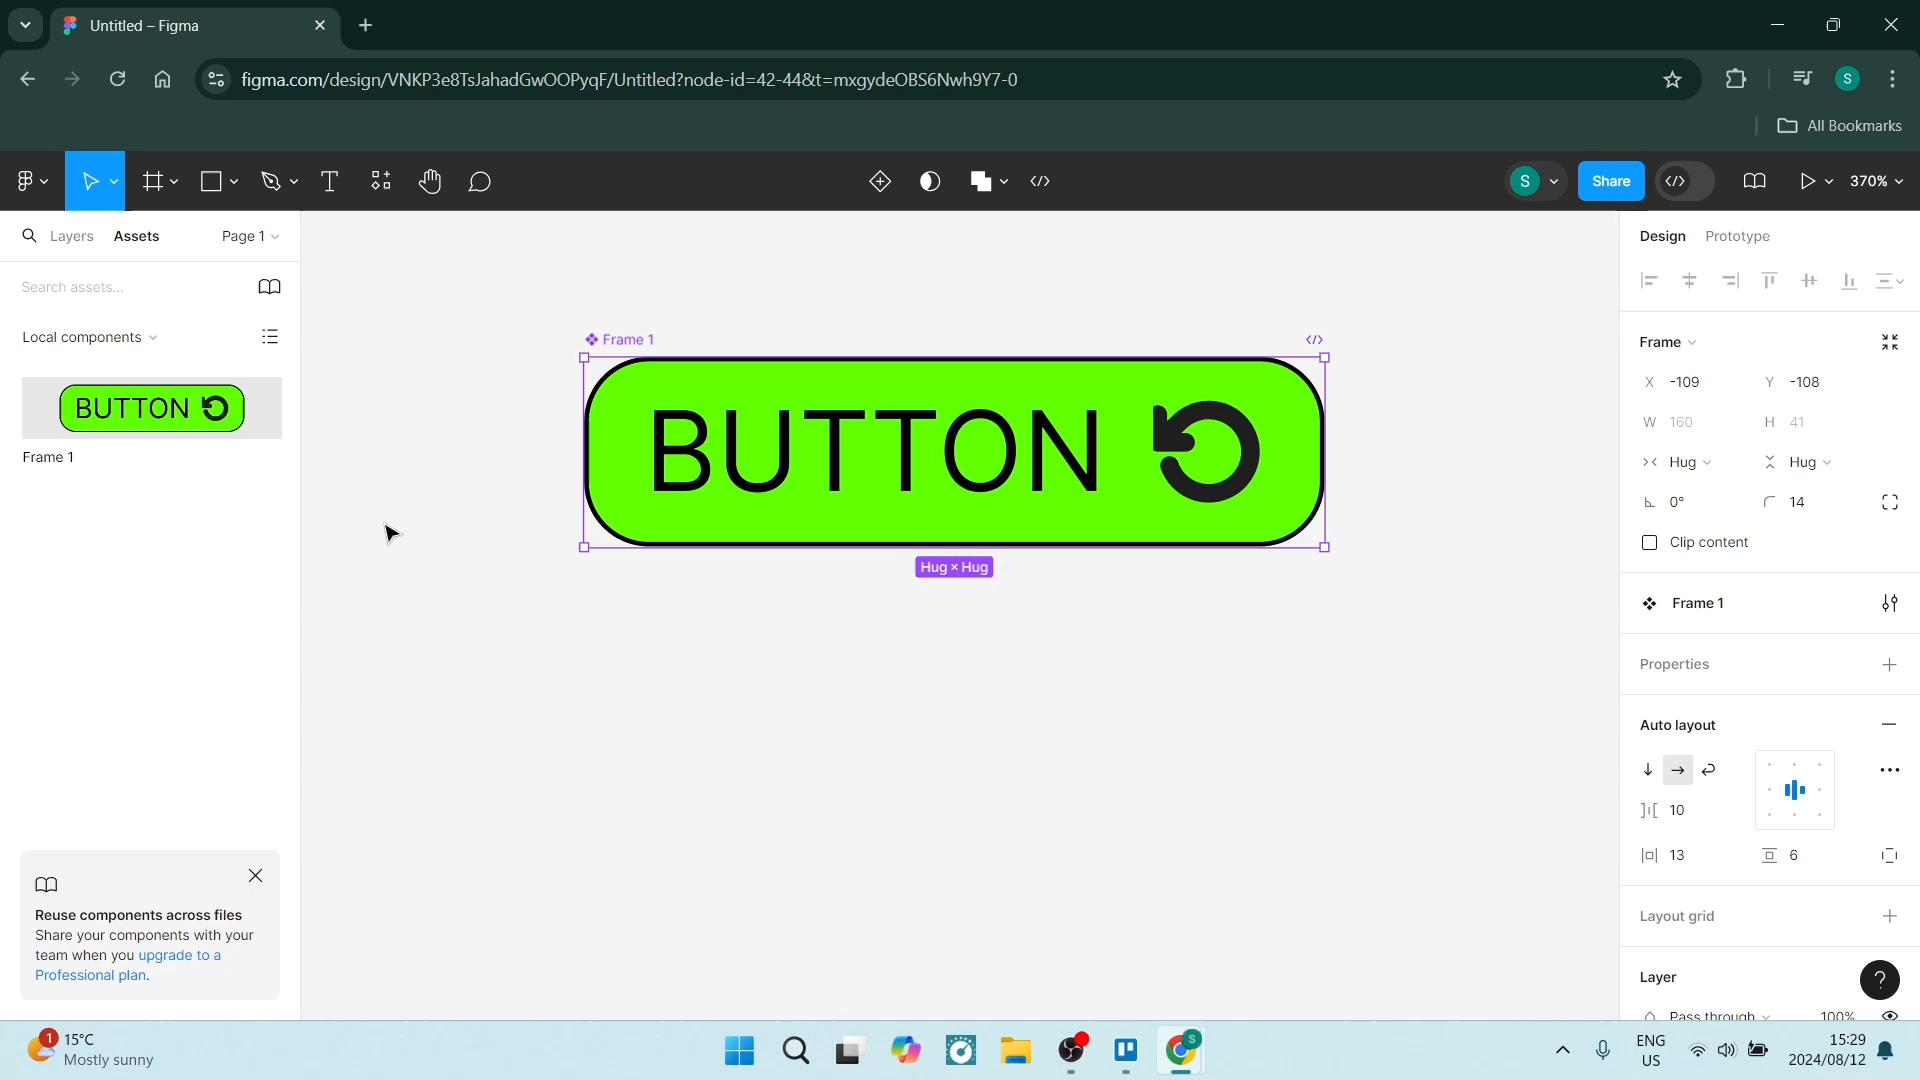 Untitled – Figma
figma.com/design/VNKP3e8TsJahadGwOOPyqF/Untitled?node-id=42-44&t=mxgydeOBS6Nwh9Y7-0
S
All Bookmarks
S
Share
370%
Layers
Assets
Page 1
Design
Prototype
Search assets...
Local components
BUTTON
Frame 1
Frame 1
BUTTON
Hug × Hug
Frame
X -109
Y -108
W 160
H 41
Hug
Hug
0°
14
Clip content
Frame 1
Properties
Auto layout
10
13
6
Layout grid
Layer
?
Pass through
100%
Reuse components across files
Share your components with your
team when you upgrade to a
Professional plan.
1
15°C
Mostly sunny
S
ENG
US
15:29
2024/08/12